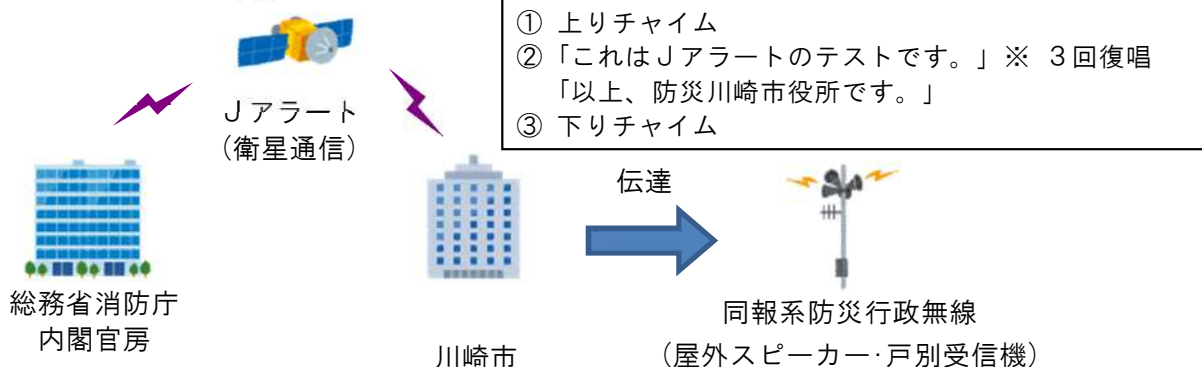 ① 上りチャイム
②「これはＪアラートのテストです。」※ ３回復唱
「以上、防災川崎市役所です。」
③ 下りチャイム
Ｊアラート
（衛星通信）
伝達
総務省消防庁
内閣官房
川崎市
同報系防災行政無線
（屋外スピーカー･戸別受信機）